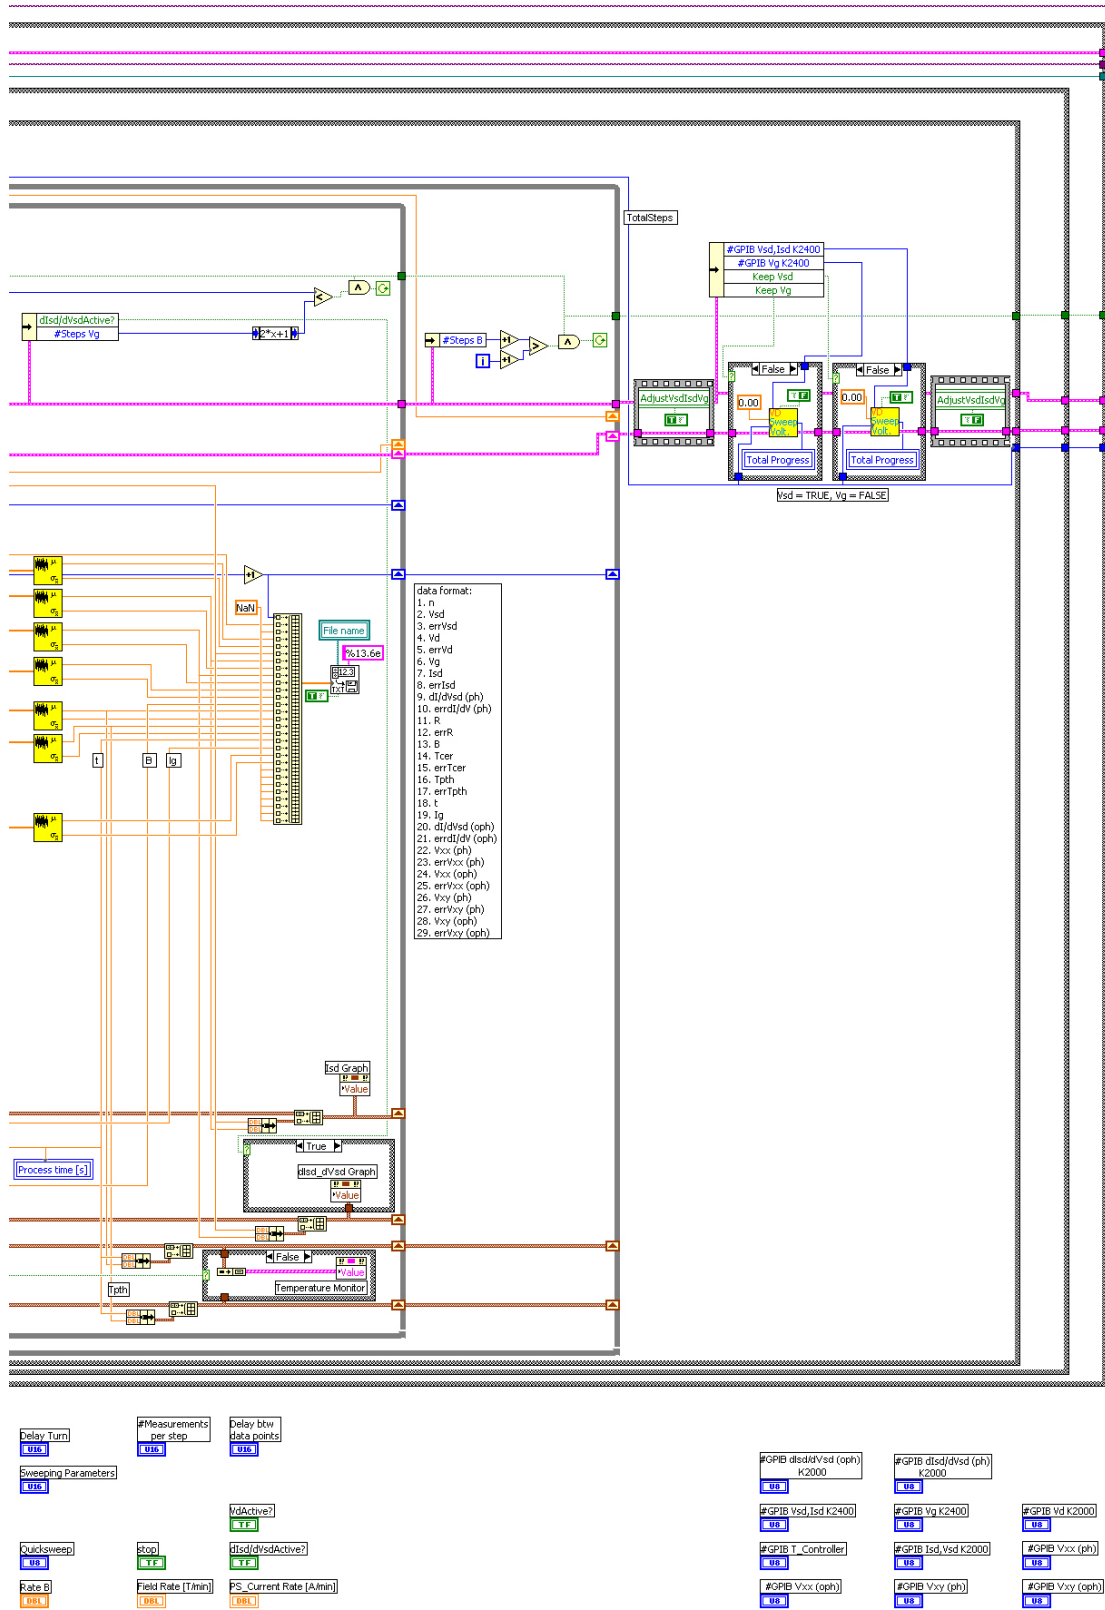 TotalSteps
#GPIB Vsd,Isd K2400
#GPIB Vg K2400
Keep Vsd
Keep Vg
dIsd/dVsdActive?
#Steps Vg
2*x+1
#Steps B
+1
+1
i
False
False
AdjustVsdIsdVg
T F
0.00
T F
VD
Sweep
Volt.
Total Progress
0.00
T F
VD
Sweep
Volt.
Total Progress
AdjustVsdIsdVg
T F
Vsd = TRUE, Vg = FALSE
+1
NaN
File name
%13.6e
TXT
T F
data format:
1. n
2. Vsd
3. errVsd
4. Vd
5. errVd
6. Vg
7. Isd
8. errIsd
9. dI/dVsd (ph)
10. errdI/dV (ph)
11. R
12. errR
13. B
14. Tcer
15. errTcer
16. Tpth
17. errTpth
18. t
19. Ig
20. dI/dVsd (oph)
21. errdI/dV (oph)
22. Vxx (ph)
23. errVxx (ph)
24. Vxx (oph)
25. errVxx (oph)
26. Vxy (ph)
27. errVxy (ph)
28. Vxy (oph)
29. errVxy (oph)
t
B
Ig
Isd Graph
Value
True
dIsd_dVsd Graph
Value
Process time [s]
False
Value
Temperature Monitor
Tpth
Delay Turn
U16
#Measurements
per step
U16
Delay btw
data points
U16
Sweeping Parameters
U16
VdActive?
TF
Quicksweep
U8
stop
TF
dIsd/dVsdActive?
TF
Rate B
DBL
Field Rate [T/min]
DBL
PS_Current Rate [A/min]
DBL
#GPIB dIsd/dVsd (oph)
K2000
U8
#GPIB dIsd/dVsd (ph)
K2000
U8
#GPIB Vsd,Isd K2400
U8
#GPIB Vg K2400
U8
#GPIB Vd K2000
U8
#GPIB T_Controller
U8
#GPIB Isd,Vsd K2000
U8
#GPIB Vxx (ph)
U8
#GPIB Vxx (oph)
U8
#GPIB Vxy (ph)
U8
#GPIB Vxy (oph)
U8